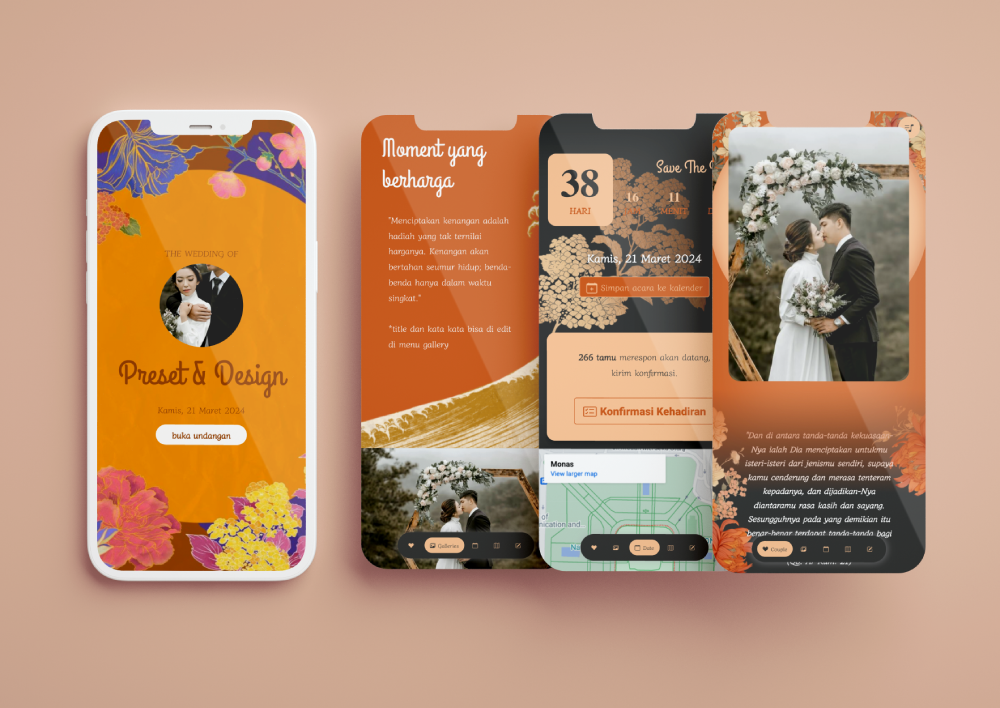 THE WEDDING OF
Preset & Design
Kamis, 21 Maret 2024
buka undangan
Moment yang
berharga
"Menciptakan kenangan adalah
hadiah yang tak ternilai
harganya. Kenangan akan
bertahan seumur hidup; benda-
benda hanya dalam waktu
singkat."
*title dan kata kata bisa di edit
di menu gallery
Galleries
Save The
38
HARI
16
11
MENIT
Kamis, 21 Maret 2024
Simpan acara ke kalender
266 tamu merespon akan datang,
kirim konfirmasi.
Konfirmasi Kehadiran
Monas
View larger map
Date
"Dan di antara tanda-tanda kekuasaan-
Nya ialah Dia menciptakan untukmu
isteri-isteri dari jenismu sendiri, supaya
kamu cenderung dan merasa tenteram
kepadanya, dan dijadikan-Nya
diantaramu rasa kasih dan sayang.
Sesungguhnya pada yang demikian itu
benar-benar terdapat tanda-tanda bagi
Couple